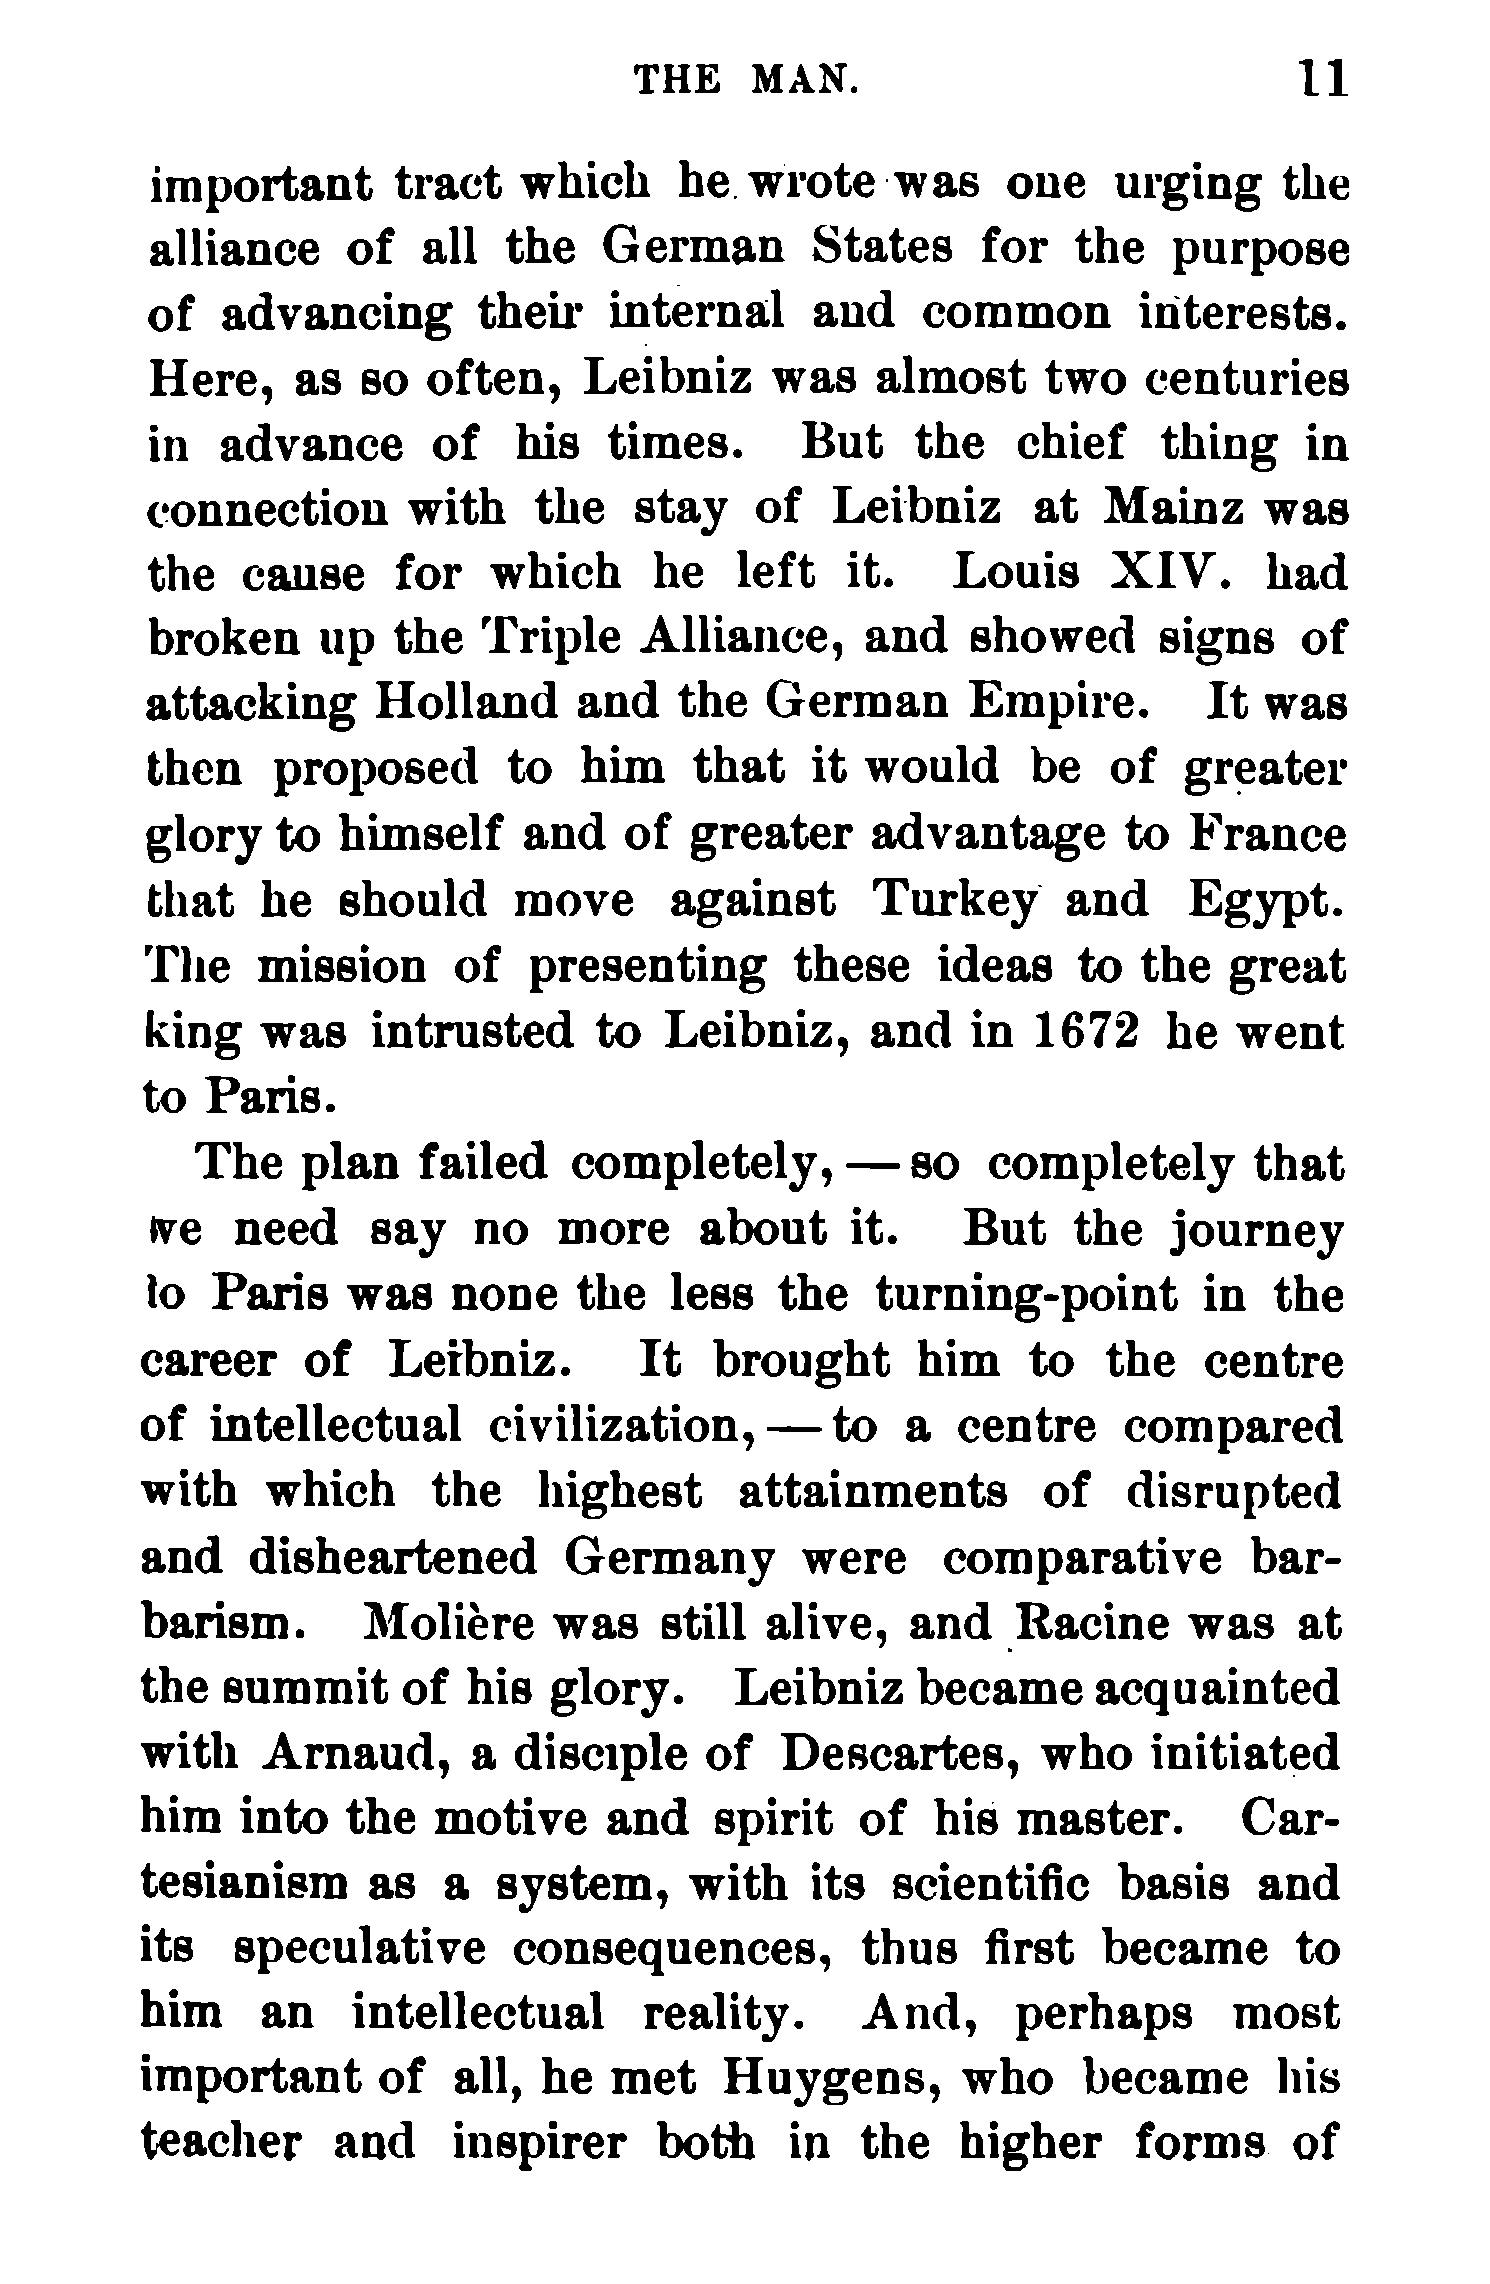 THE MAN. 11
important tract which he wrote was one urging the
alliance of all the German States for the purpose
of advancing their internal and common interests.
Here, as so often, Leibniz was almost two centuries
in advance of his times. But the chief thing in
connection with the stay of Leibniz at Mainz was
the cause for which he left it. Louis XIV. had
broken up the Triple Alliance, and showed signs of
attacking Holland and the German Empire. It was
then proposed to him that it would be of greater
glory to himself and of greater advantage to France
that he should move against Turkey and Egypt.
The mission of presenting these ideas to the great
king was intrusted to Leibniz, and in 1672 he went
to Paris.
The plan failed completely, — so completely that
we need say no more about it. But the journey
to Paris was none the less the turning-point in the
career of Leibniz. It brought him to the centre
of intellectual civilization, — to a centre compared
with which the highest attainments of disrupted
and disheartened Germany were comparative bar-
barism. Molière was still alive, and Racine was at
the summit of his glory. Leibniz became acquainted
with Arnaud, a disciple of Descartes, who initiated
him into the motive and spirit of his master. Car-
tesianism as a system, with its scientific basis and
its speculative consequences, thus first became to
him an intellectual reality. And, perhaps most
important of all, he met Huygens, who became his
teacher and inspirer both in the higher forms of